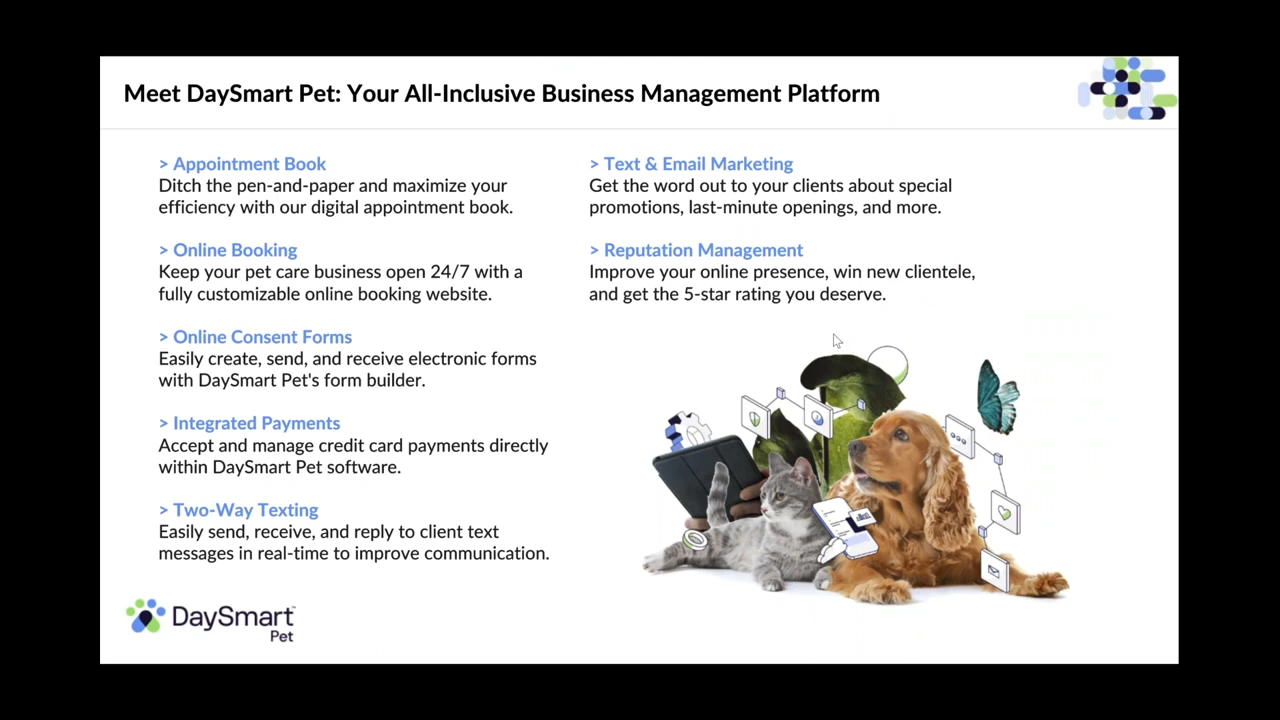 Meet DaySmart Pet: Your All-Inclusive Business Management Platform
> Appointment Book
Ditch the pen-and-paper and maximize your
efficiency with our digital appointment book.
> Online Booking
Keep your pet care business open 24/7 with a
fully customizable online booking website.
> Online Consent Forms
Easily create, send, and receive electronic forms
with DaySmart Pet's form builder.
> Integrated Payments
Accept and manage credit card payments directly
within DaySmart Pet software.
> Two-Way Texting
Easily send, receive, and reply to client text
messages in real-time to improve communication.
> Text & Email Marketing
Get the word out to your clients about special
promotions, last-minute openings, and more.
> Reputation Management
Improve your online presence, win new clientele,
and get the 5-star rating you deserve.
DaySmart™
Pet